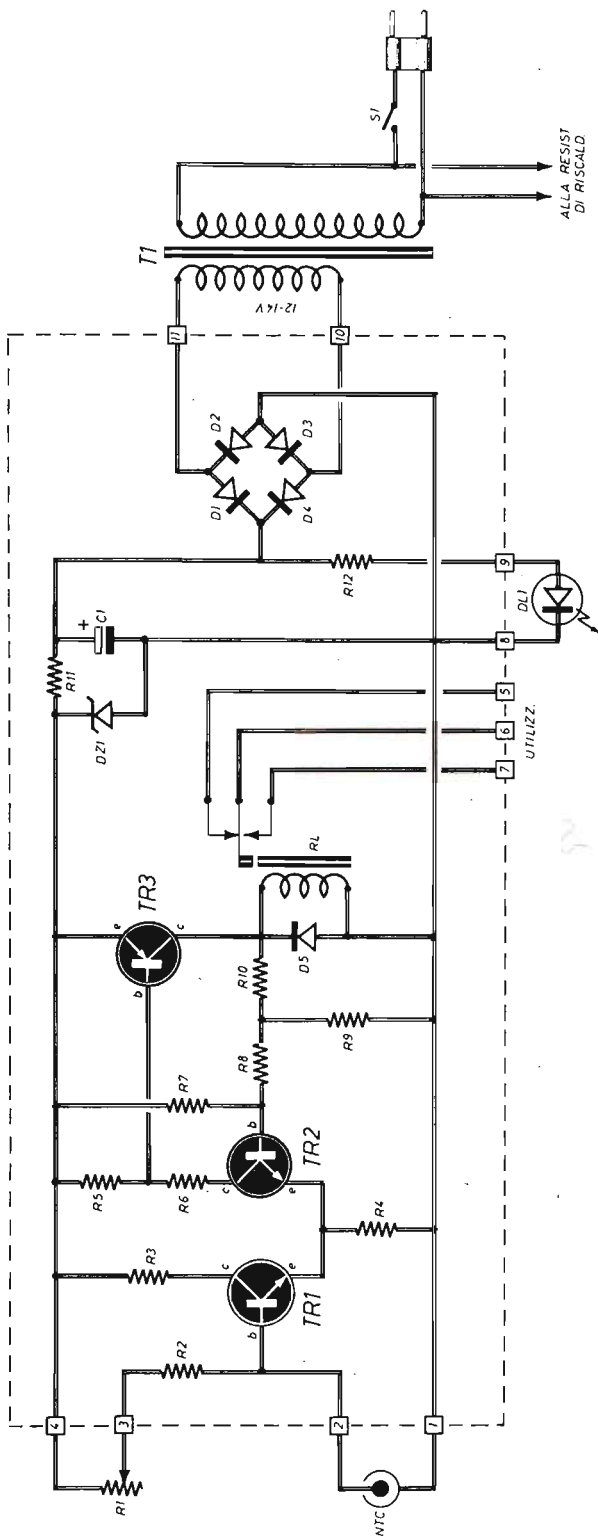 R1
NTC
4
3
2
1
R2
b
c
e
TR1
R3
R5
R6
c
e
b
TR2
R4
R7
R8
R9
R10
b
e
c
TR3
D5
RL
DZ1
R11
+
C1
7
6
5
UTILIZZ.
8
9
DL1
R12
D1
D2
D3
D4
11
10
12-14V
T1
S1
ALLA RESIST
DI RISCALD.